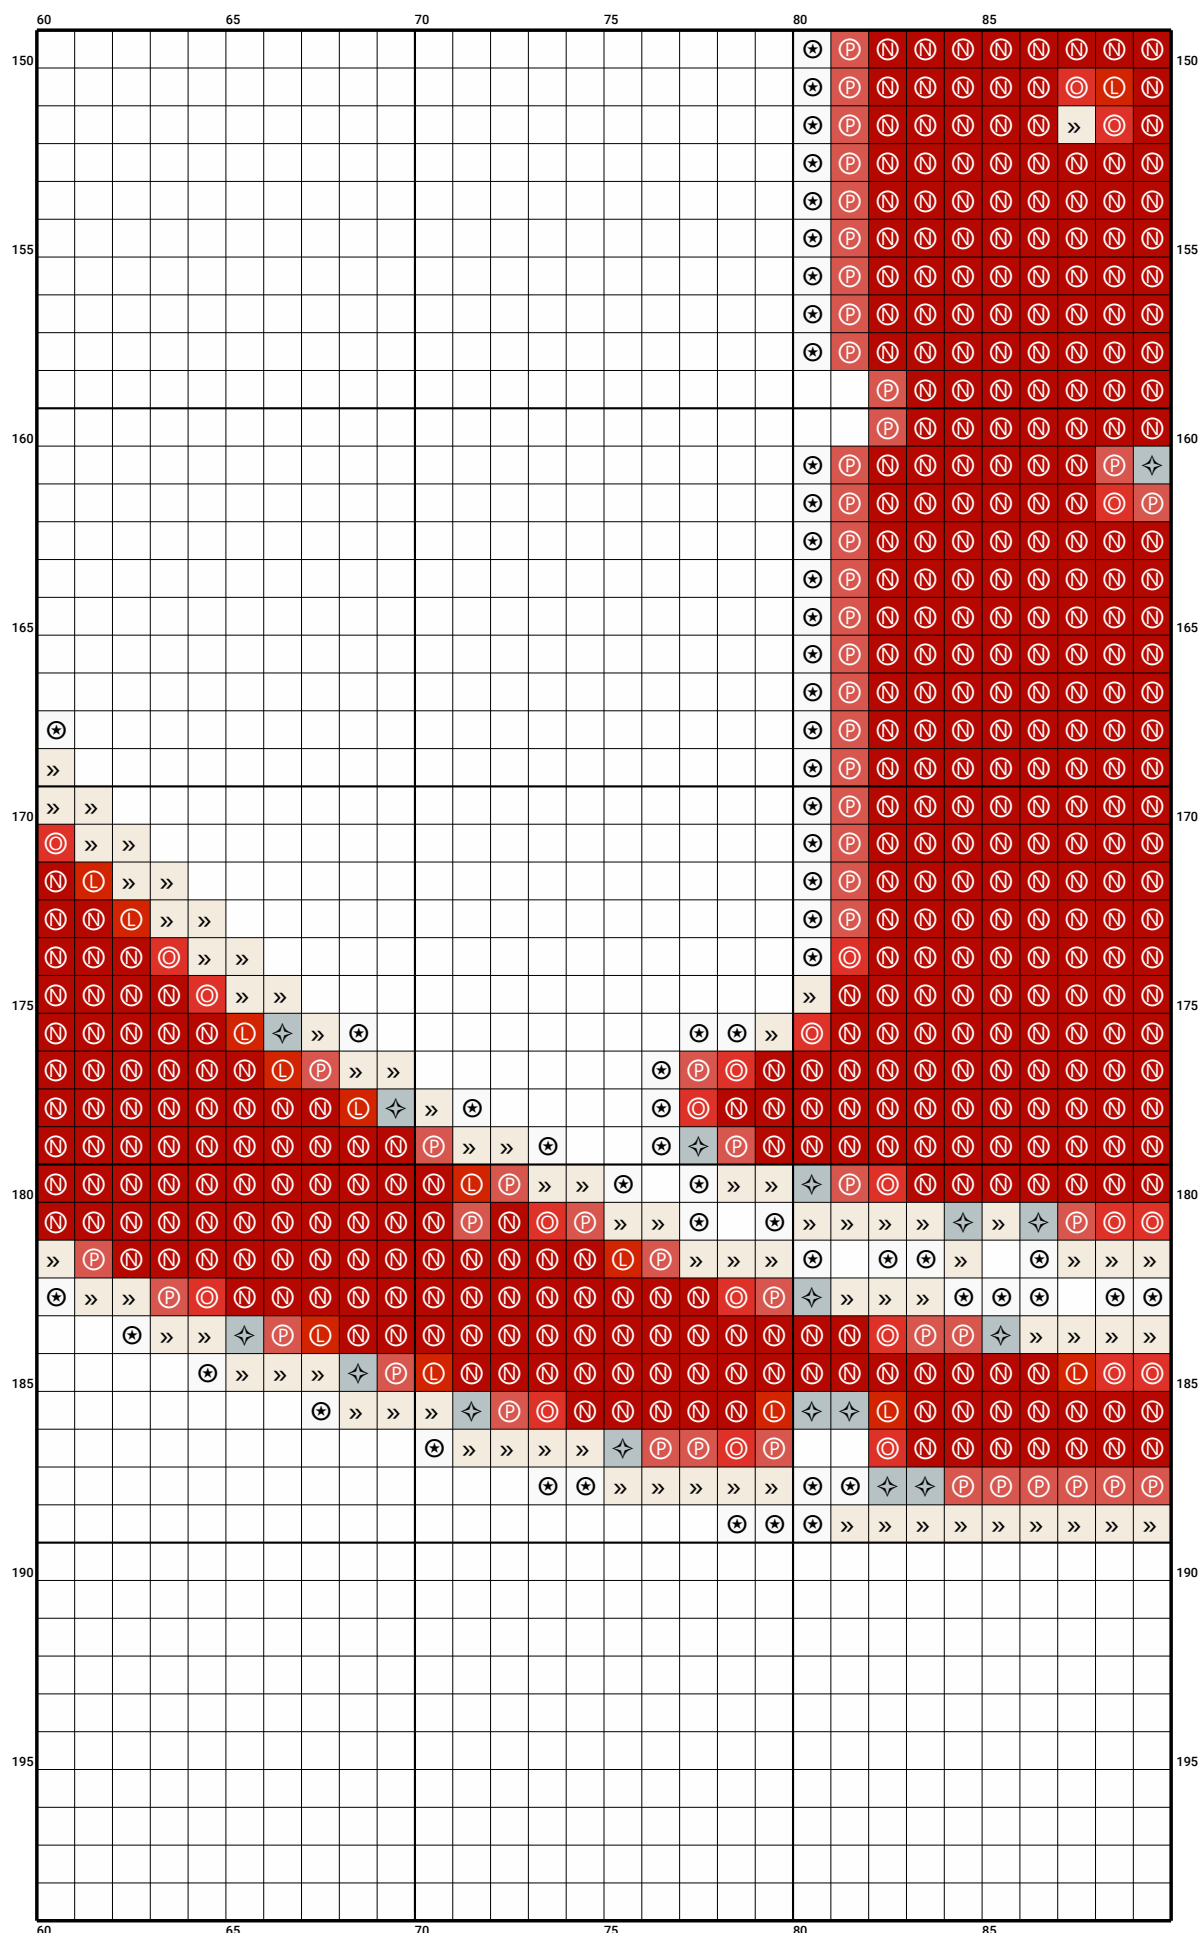 60 65 70 75 80 85
150 ⍟ Ⓟ Ⓝ Ⓝ Ⓝ Ⓝ Ⓝ Ⓝ Ⓝ Ⓝ 150
⍟ Ⓟ Ⓝ Ⓝ Ⓝ Ⓝ Ⓝ Ⓞ Ⓛ Ⓝ
⍟ Ⓟ Ⓝ Ⓝ Ⓝ Ⓝ Ⓝ » Ⓞ Ⓝ
⍟ Ⓟ Ⓝ Ⓝ Ⓝ Ⓝ Ⓝ Ⓝ Ⓝ Ⓝ
⍟ Ⓟ Ⓝ Ⓝ Ⓝ Ⓝ Ⓝ Ⓝ Ⓝ Ⓝ
155 ⍟ Ⓟ Ⓝ Ⓝ Ⓝ Ⓝ Ⓝ Ⓝ Ⓝ Ⓝ 155
⍟ Ⓟ Ⓝ Ⓝ Ⓝ Ⓝ Ⓝ Ⓝ Ⓝ Ⓝ
⍟ Ⓟ Ⓝ Ⓝ Ⓝ Ⓝ Ⓝ Ⓝ Ⓝ Ⓝ
⍟ Ⓟ Ⓝ Ⓝ Ⓝ Ⓝ Ⓝ Ⓝ Ⓝ Ⓝ
Ⓟ Ⓝ Ⓝ Ⓝ Ⓝ Ⓝ Ⓝ Ⓝ
160 Ⓟ Ⓝ Ⓝ Ⓝ Ⓝ Ⓝ Ⓝ Ⓝ 160
⍟ Ⓟ Ⓝ Ⓝ Ⓝ Ⓝ Ⓝ Ⓝ Ⓟ ✧
⍟ Ⓟ Ⓝ Ⓝ Ⓝ Ⓝ Ⓝ Ⓝ Ⓞ Ⓟ
⍟ Ⓟ Ⓝ Ⓝ Ⓝ Ⓝ Ⓝ Ⓝ Ⓝ Ⓝ
⍟ Ⓟ Ⓝ Ⓝ Ⓝ Ⓝ Ⓝ Ⓝ Ⓝ Ⓝ
165 ⍟ Ⓟ Ⓝ Ⓝ Ⓝ Ⓝ Ⓝ Ⓝ Ⓝ Ⓝ 165
⍟ Ⓟ Ⓝ Ⓝ Ⓝ Ⓝ Ⓝ Ⓝ Ⓝ Ⓝ
⍟ Ⓟ Ⓝ Ⓝ Ⓝ Ⓝ Ⓝ Ⓝ Ⓝ Ⓝ
⍟ ⍟ Ⓟ Ⓝ Ⓝ Ⓝ Ⓝ Ⓝ Ⓝ Ⓝ Ⓝ
» ⍟ Ⓟ Ⓝ Ⓝ Ⓝ Ⓝ Ⓝ Ⓝ Ⓝ Ⓝ
170 » » ⍟ Ⓟ Ⓝ Ⓝ Ⓝ Ⓝ Ⓝ Ⓝ Ⓝ Ⓝ 170
Ⓞ » » ⍟ Ⓟ Ⓝ Ⓝ Ⓝ Ⓝ Ⓝ Ⓝ Ⓝ Ⓝ
Ⓝ Ⓛ » » ⍟ Ⓟ Ⓝ Ⓝ Ⓝ Ⓝ Ⓝ Ⓝ Ⓝ Ⓝ
Ⓝ Ⓝ Ⓛ » » ⍟ Ⓟ Ⓝ Ⓝ Ⓝ Ⓝ Ⓝ Ⓝ Ⓝ Ⓝ
Ⓝ Ⓝ Ⓝ Ⓞ » » ⍟ Ⓞ Ⓝ Ⓝ Ⓝ Ⓝ Ⓝ Ⓝ Ⓝ Ⓝ
175 Ⓝ Ⓝ Ⓝ Ⓝ Ⓞ » » » Ⓝ Ⓝ Ⓝ Ⓝ Ⓝ Ⓝ Ⓝ Ⓝ Ⓝ 175
Ⓝ Ⓝ Ⓝ Ⓝ Ⓝ Ⓛ ✧ » ⍟ ⍟ ⍟ » Ⓞ Ⓝ Ⓝ Ⓝ Ⓝ Ⓝ Ⓝ Ⓝ Ⓝ Ⓝ
Ⓝ Ⓝ Ⓝ Ⓝ Ⓝ Ⓝ Ⓛ Ⓟ » » ⍟ Ⓟ Ⓞ Ⓝ Ⓝ Ⓝ Ⓝ Ⓝ Ⓝ Ⓝ Ⓝ Ⓝ Ⓝ Ⓝ
Ⓝ Ⓝ Ⓝ Ⓝ Ⓝ Ⓝ Ⓝ Ⓝ Ⓛ ✧ » ⍟ ⍟ Ⓞ Ⓝ Ⓝ Ⓝ Ⓝ Ⓝ Ⓝ Ⓝ Ⓝ Ⓝ Ⓝ Ⓝ Ⓝ
Ⓝ Ⓝ Ⓝ Ⓝ Ⓝ Ⓝ Ⓝ Ⓝ Ⓝ Ⓝ Ⓟ » » ⍟ ⍟ ✧ Ⓟ Ⓝ Ⓝ Ⓝ Ⓝ Ⓝ Ⓝ Ⓝ Ⓝ Ⓝ Ⓝ Ⓝ
180 Ⓝ Ⓝ Ⓝ Ⓝ Ⓝ Ⓝ Ⓝ Ⓝ Ⓝ Ⓝ Ⓝ Ⓛ Ⓟ » » ⍟ ⍟ » » ✧ Ⓟ Ⓞ Ⓝ Ⓝ Ⓝ Ⓝ Ⓝ Ⓝ Ⓝ 180
Ⓝ Ⓝ Ⓝ Ⓝ Ⓝ Ⓝ Ⓝ Ⓝ Ⓝ Ⓝ Ⓝ Ⓟ Ⓝ Ⓞ Ⓟ » » ⍟ ⍟ » » » » ✧ » ✧ Ⓟ Ⓞ Ⓞ
» Ⓟ Ⓝ Ⓝ Ⓝ Ⓝ Ⓝ Ⓝ Ⓝ Ⓝ Ⓝ Ⓝ Ⓝ Ⓝ Ⓝ Ⓛ Ⓟ » » » ⍟ ⍟ ⍟ » ⍟ » » »
⍟ » » Ⓟ Ⓞ Ⓝ Ⓝ Ⓝ Ⓝ Ⓝ Ⓝ Ⓝ Ⓝ Ⓝ Ⓝ Ⓝ Ⓝ Ⓝ Ⓞ Ⓟ ✧ » » » ⍟ ⍟ ⍟ ⍟ ⍟
⍟ » » ✧ Ⓟ Ⓛ Ⓝ Ⓝ Ⓝ Ⓝ Ⓝ Ⓝ Ⓝ Ⓝ Ⓝ Ⓝ Ⓝ Ⓝ Ⓝ Ⓝ Ⓞ Ⓟ Ⓟ ✧ » » » »
185 ⍟ » » » ✧ Ⓟ Ⓛ Ⓝ Ⓝ Ⓝ Ⓝ Ⓝ Ⓝ Ⓝ Ⓝ Ⓝ Ⓝ Ⓝ Ⓝ Ⓝ Ⓝ Ⓝ Ⓝ Ⓛ Ⓞ Ⓞ 185
⍟ » » » ✧ Ⓟ Ⓞ Ⓝ Ⓝ Ⓝ Ⓝ Ⓝ Ⓛ ✧ ✧ Ⓛ Ⓝ Ⓝ Ⓝ Ⓝ Ⓝ Ⓝ Ⓝ
⍟ » » » » ✧ Ⓟ Ⓟ Ⓞ Ⓟ Ⓞ Ⓝ Ⓝ Ⓝ Ⓝ Ⓝ Ⓝ Ⓝ
⍟ ⍟ » » » » » ⍟ ⍟ ✧ ✧ Ⓟ Ⓟ Ⓟ Ⓟ Ⓟ Ⓟ
⍟ ⍟ ⍟ » » » » » » » » »
190 190
195 195
60 65 70 75 80 85